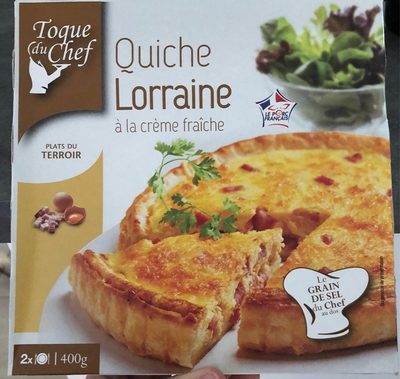 Toque
du Chef
Quiche
Lorraine
à la crème fraîche
LE PORC
FRANÇAIS
PLATS DU
TERROIR
Le
GRAIN
DE SEL
du Chef
au dos
2x
400g